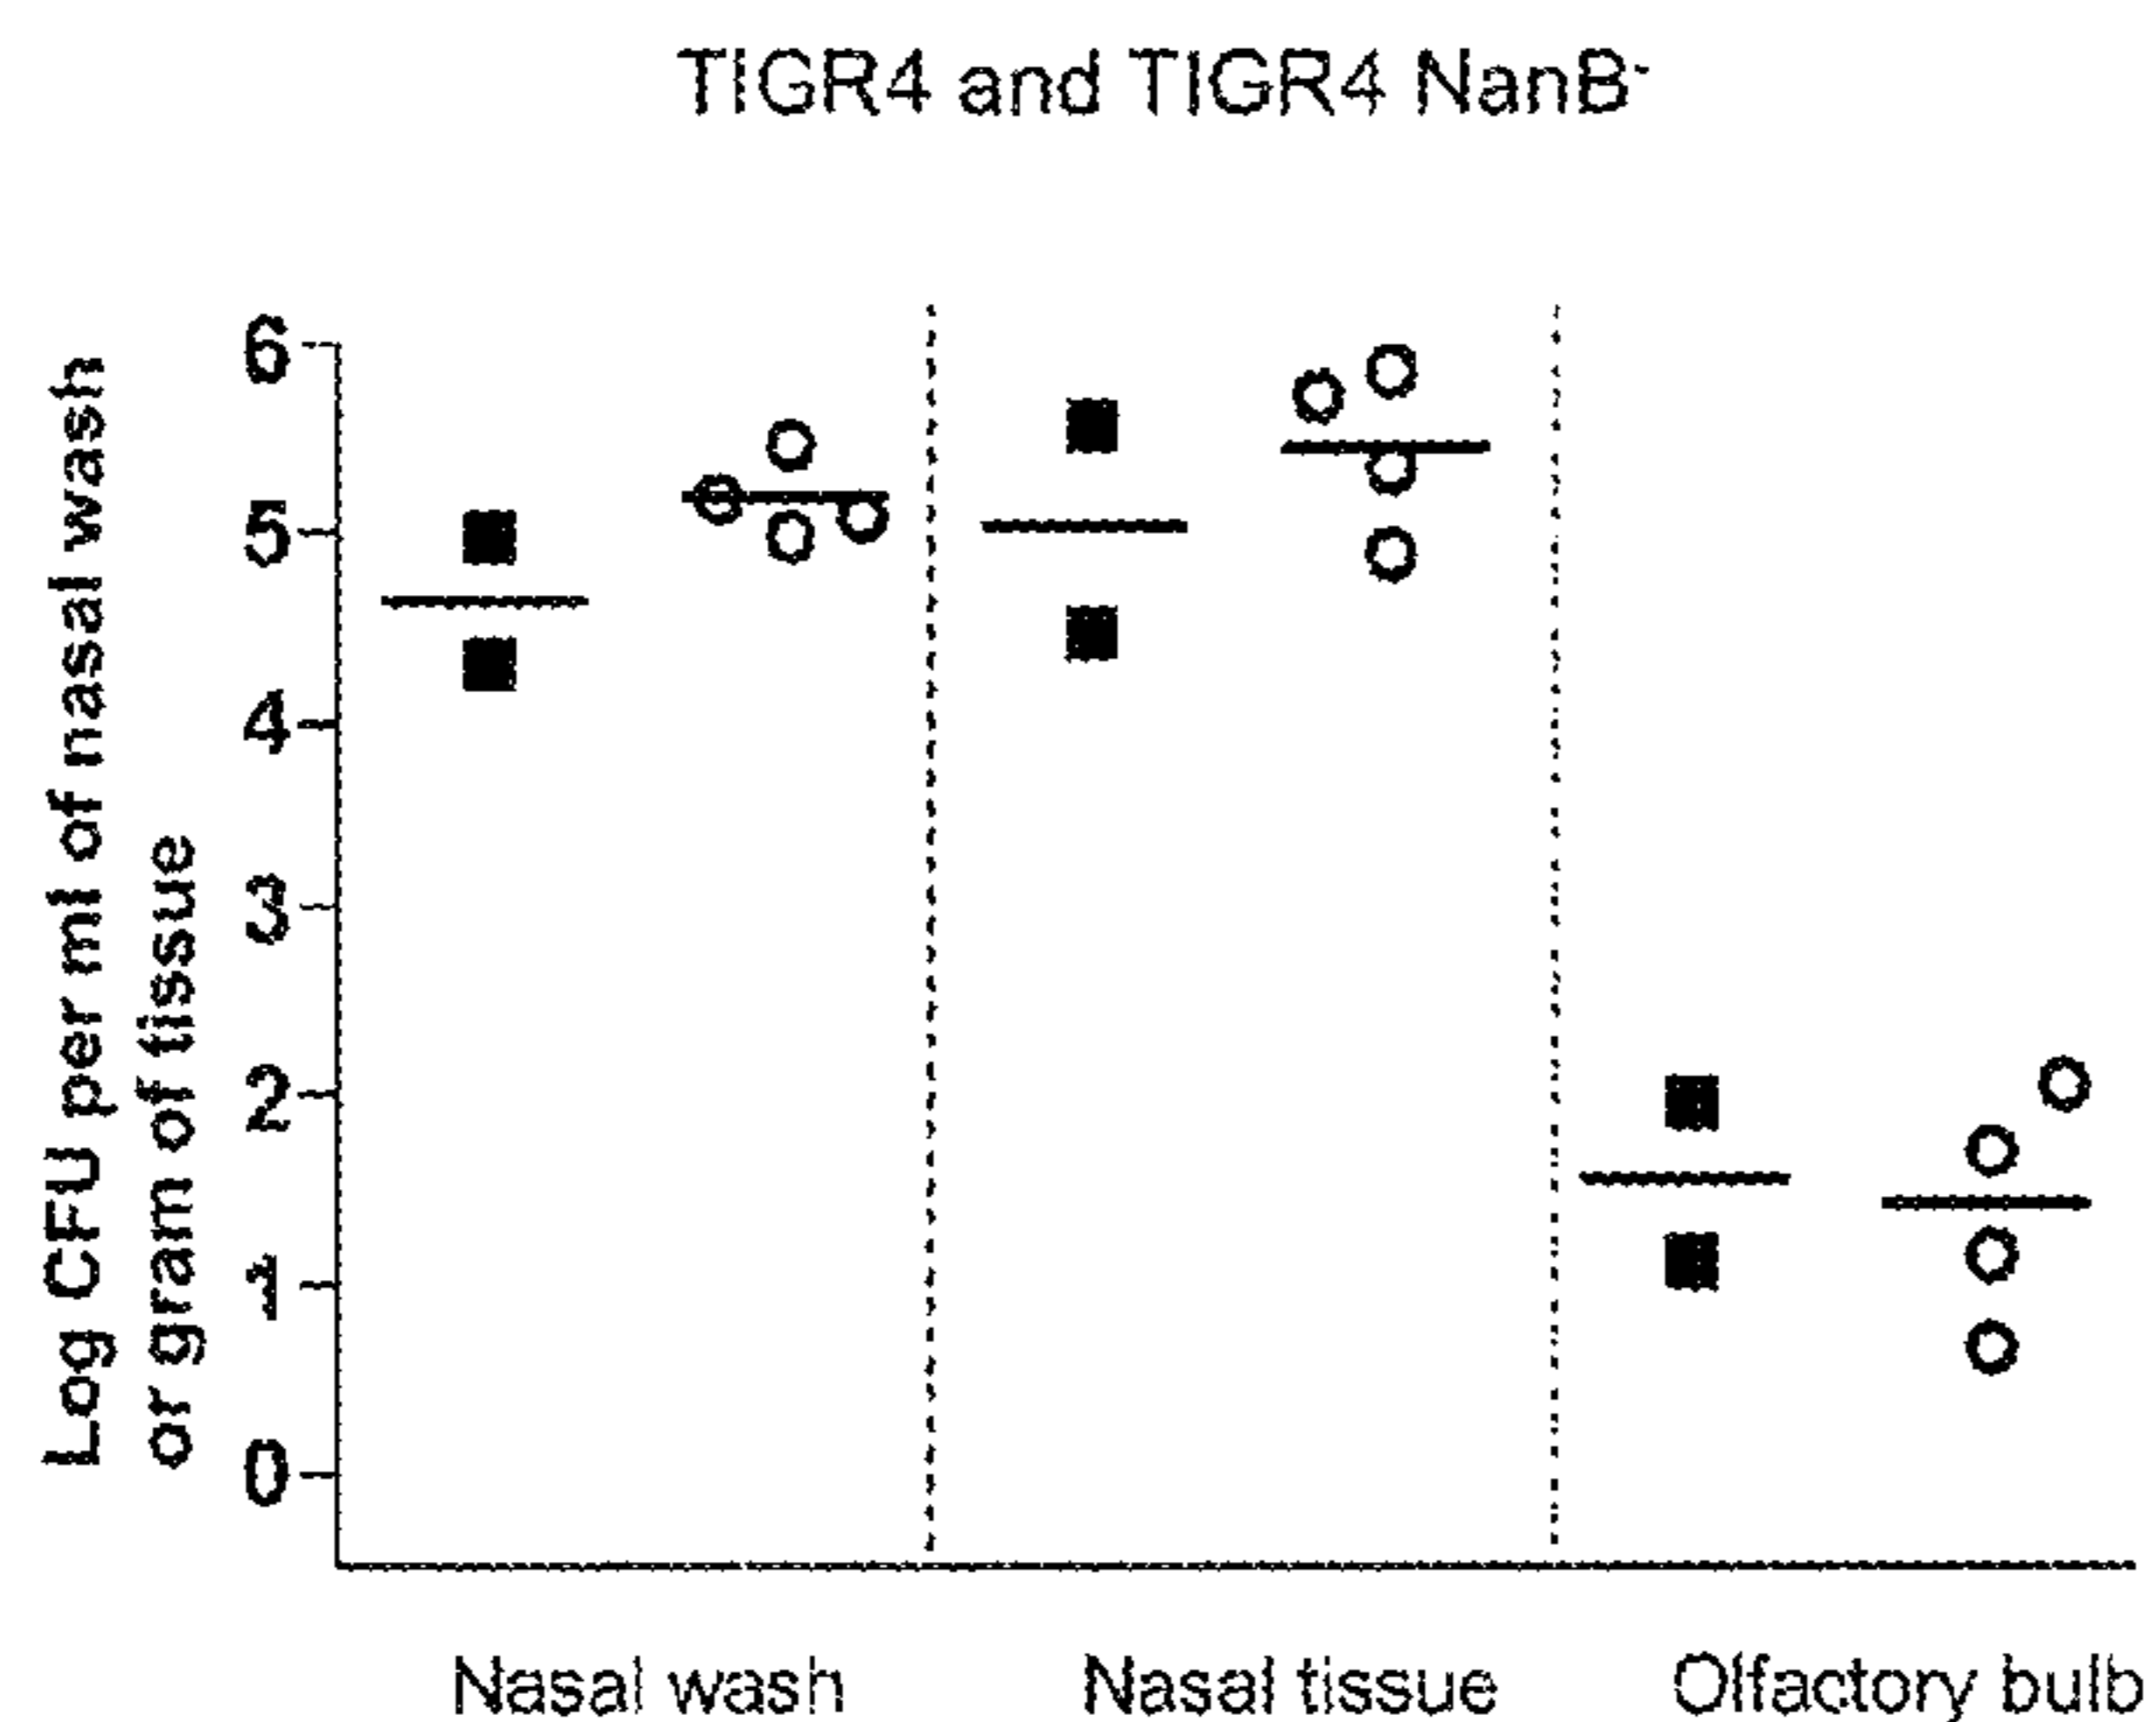 TIGR4 and TIGR4 NanB-
Log CFU per ml of nasal wash
or gram of tissue
6
5
4
3
2
1
0
Nasal wash
Nasal tissue
Olfactory bulb